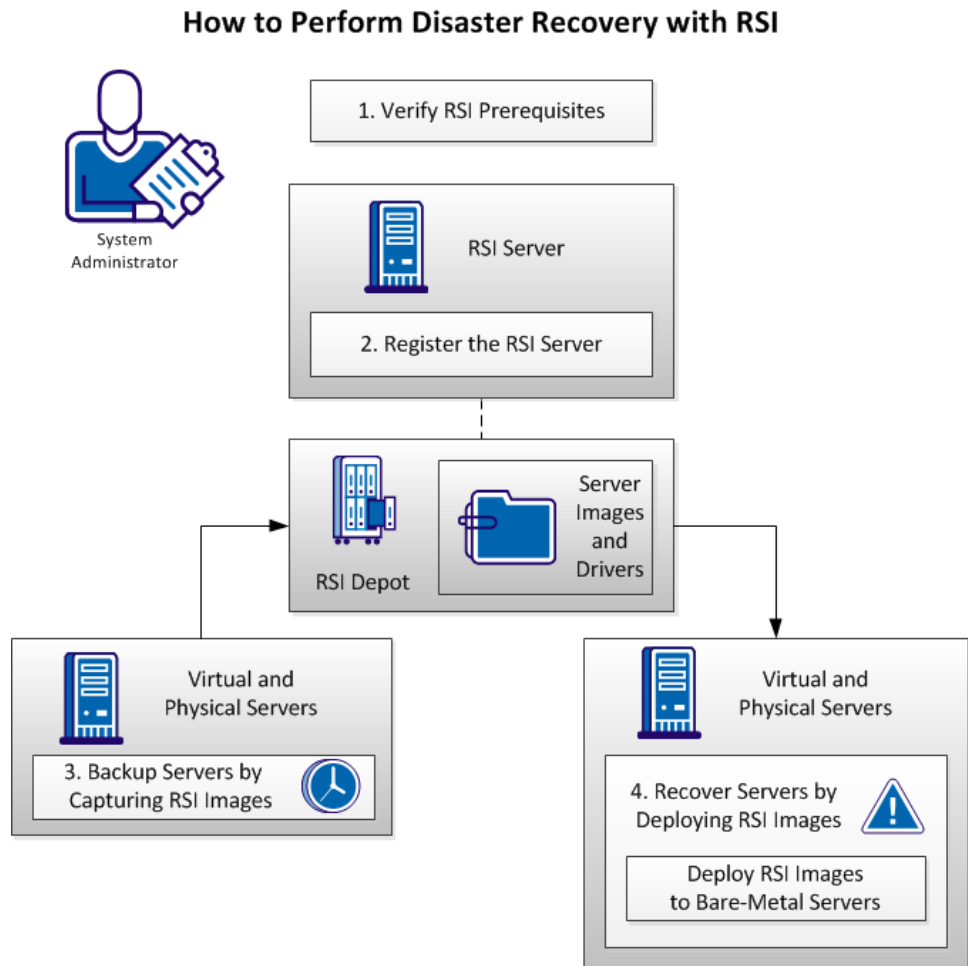 How to Perform Disaster Recovery with RSI
System
Administrator
1. Verify RSI Prerequisites
RSI Server
2. Register the RSI Server
RSI Depot
Server
Images
and
Drivers
Virtual and
Physical Servers
3. Backup Servers by
Capturing RSI Images
Virtual and
Physical Servers
4. Recover Servers by
Deploying RSI Images
Deploy RSI Images
to Bare-Metal Servers